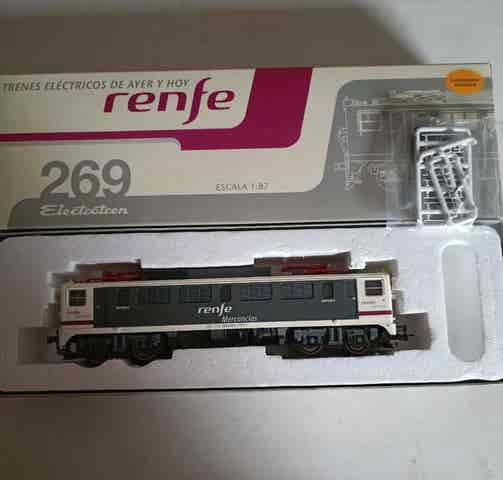 TRENES ELÉCTRICOS DE AYER Y HOY
renfe
269
Electrotren
ESCALA 1:87
renfe
Mercancías